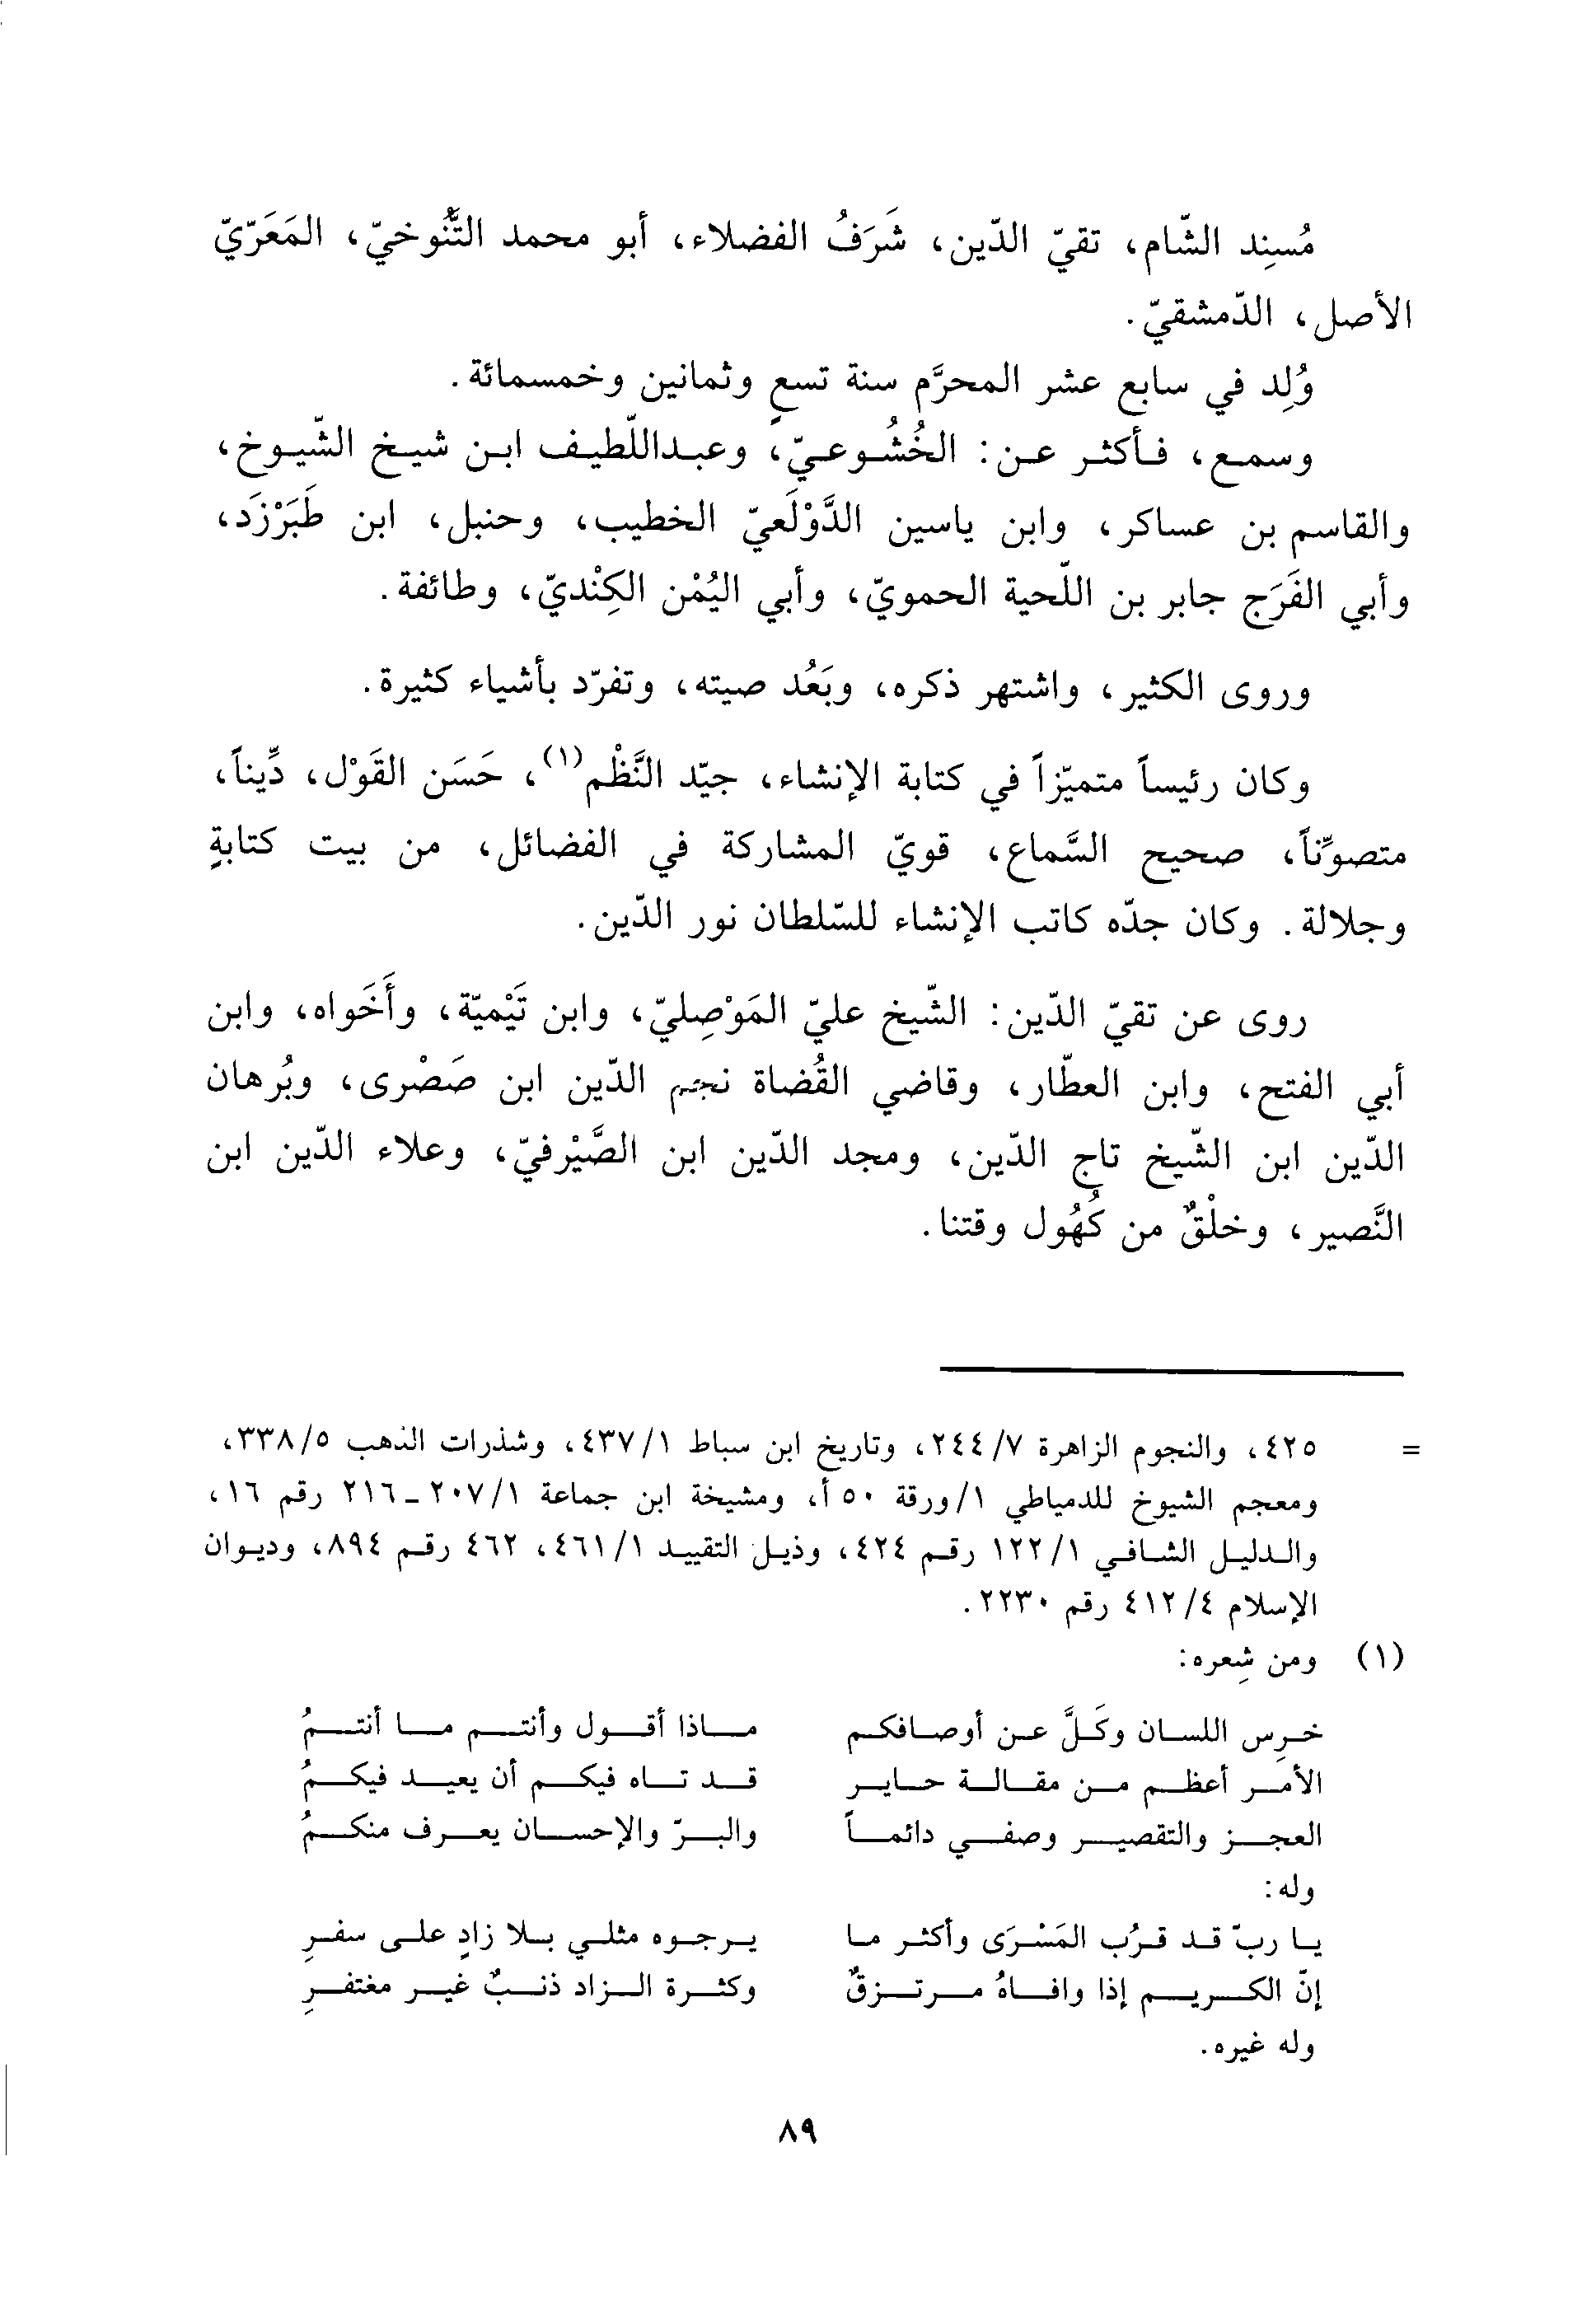 مُسنِد الشّام، تقيّ الدّين، شَرَفُ الفضلاء، أبو محمد التَّنُوخيّ، المَعَرّيّ
الأصل، الدّمشقيّ.
وُلِد في سابع عشر المحرَّم سنة تسعٍ وثمانين وخمسمائة.
وسمع، فأكثر عن: الخُشُوعيّ، وعبداللّطيف ابن شيخ الشّيوخ،
والقاسم بن عساكر، وابن ياسين الدَّوْلَعيّ الخطيب، وحنبل، ابن طَبَرْزَد،
وأبي الفَرَج جابر بن اللّحية الحمويّ، وأبي اليُمْن الكِنْديّ، وطائفة.
وروى الكثير، واشتهر ذكره، وبَعُد صيته، وتفرّد بأشياء كثيرة.
وكان رئيساً متميّزاً في كتابة الإنشاء، جيّد النَّظْم(١)، حَسَن القَوْل، دِّيناً،
متصوِّناً، صحيح السَّماع، قويّ المشاركة في الفضائل، من بيت كتابةٍ
وجلالة. وكان جدّه كاتب الإنشاء للسّلطان نور الدّين.
روى عن تقيّ الدّين: الشّيخ عليّ المَوْصِليّ، وابن تَيْميّة، وأَخَواه، وابن
أبي الفتح، وابن العطّار، وقاضي القُضاة نجم الدّين ابن صَصْرى، وبُرهان
الدّين ابن الشّيخ تاج الدّين، ومجد الدّين ابن الصَّيْرفيّ، وعلاء الدّين ابن
النَّصير، وخلْقٌ من كُهُول وقتنا.
= ٤٢٥، والنجوم الزاهرة ٧/ ٢٤٤، وتاريخ ابن سباط ١/ ٤٣٧، وشذرات الذهب ٥/ ٣٣٨،
ومعجم الشيوخ للدمياطي ١/ ورقة ٥٠ أ، ومشيخة ابن جماعة ١/ ٢٠٧ ـ ٢١٦ رقم ١٦،
والدليل الشافي ١/ ١٢٢ رقم ٤٢٤، وذيل التقييد ١/ ٤٦١، ٤٦٢ رقم ٨٩٤، وديوان
الإسلام ٤/ ٤١٢ رقم ٢٢٣٠.
(١) ومن شِعره:
خرِس اللسان وكَلَّ عن أوصافكم ماذا أقول وأنتم ما أنتمُ
الأمر أعظم من مقالة حاير قد تاه فيكم أن يعيد فيكمُ
العجز والتقصير وصفي دائماً والبرّ والإحسان يعرف منكمُ
وله:
يا ربّ قد قرُب المَسْرَى وأكثر ما يرجوه مثلي بلا زادٍ على سفرِ
إنّ الكريم إذا وافاهُ مرتزقٌ وكثرة الزاد ذنبٌ غير مغتفرِ
وله غيره.
٨٩